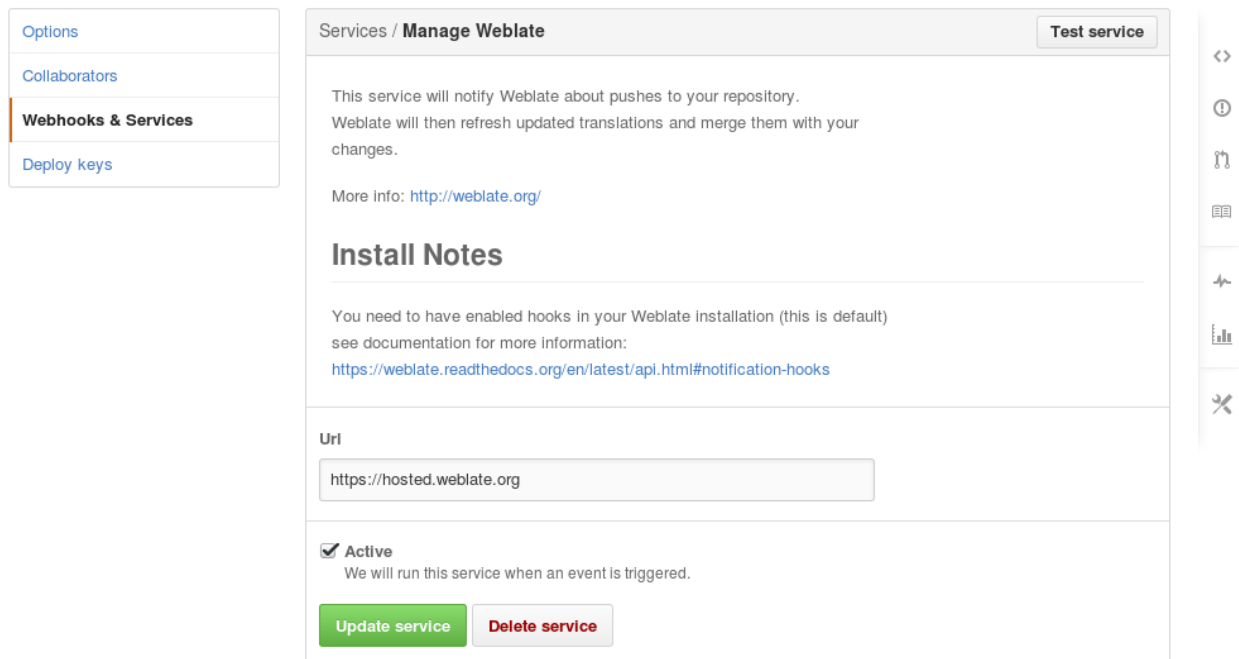 Options
Collaborators
Webhooks & Services
Deploy keys
Services / Manage Weblate
Test service
This service will notify Weblate about pushes to your repository.
Weblate will then refresh updated translations and merge them with your
changes.
More info: http://weblate.org/
Install Notes
You need to have enabled hooks in your Weblate installation (this is default)
see documentation for more information:
https://weblate.readthedocs.org/en/latest/api.html#notification-hooks
Url
https://hosted.weblate.org
Active
We will run this service when an event is triggered.
Update service
Delete service